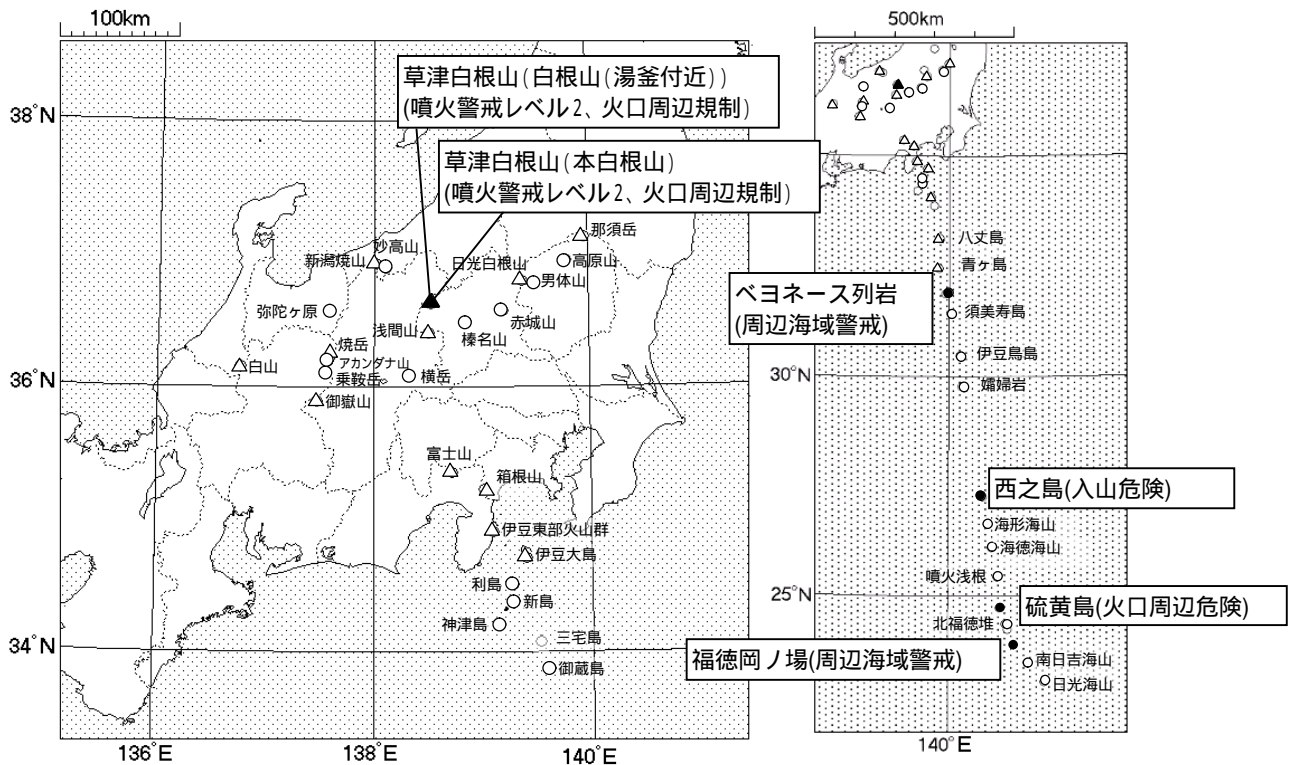 100km
500km
草津白根山(白根山(湯釜付近))
(噴火警戒レベル2、火口周辺規制)
草津白根山(本白根山)
(噴火警戒レベル2、火口周辺規制)
38°N
36°N
34°N
136°E
138°E
140°E
那須岳
妙高山
新潟焼山
日光白根山
高原山
男体山
弥陀ヶ原
浅間山
赤城山
榛名山
焼岳
アカンダナ山
乗鞍岳
白山
横岳
御嶽山
富士山
箱根山
伊豆東部火山群
伊豆大島
利島
新島
神津島
三宅島
御蔵島
八丈島
青ヶ島
ベヨネース列岩
(周辺海域警戒)
須美寿島
伊豆鳥島
30°N
孀婦岩
西之島(入山危険)
海形海山
海徳海山
噴火浅根
25°N
硫黄島(火口周辺危険)
北福徳堆
福徳岡ノ場(周辺海域警戒)
南日吉海山
日光海山
140°E